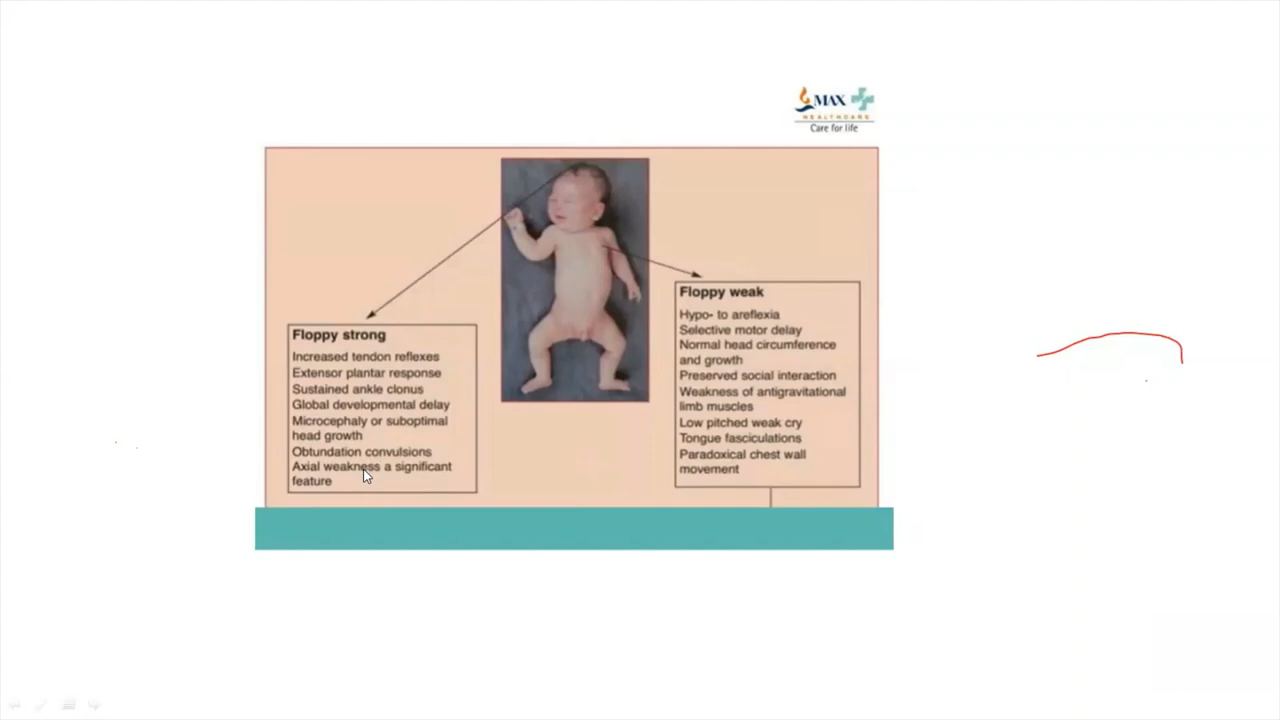 MAX
HEALTHCARE
Care for life
Floppy strong
Increased tendon reflexes
Extensor plantar response
Sustained ankle clonus
Global developmental delay
Microcephaly or suboptimal
head growth
Obtundation convulsions
Axial weakness a significant
feature
Floppy weak
Hypo- to areflexia
Selective motor delay
Normal head circumference
and growth
Preserved social interaction
Weakness of antigravitational
limb muscles
Low pitched weak cry
Tongue fasciculations
Paradoxical chest wall
movement